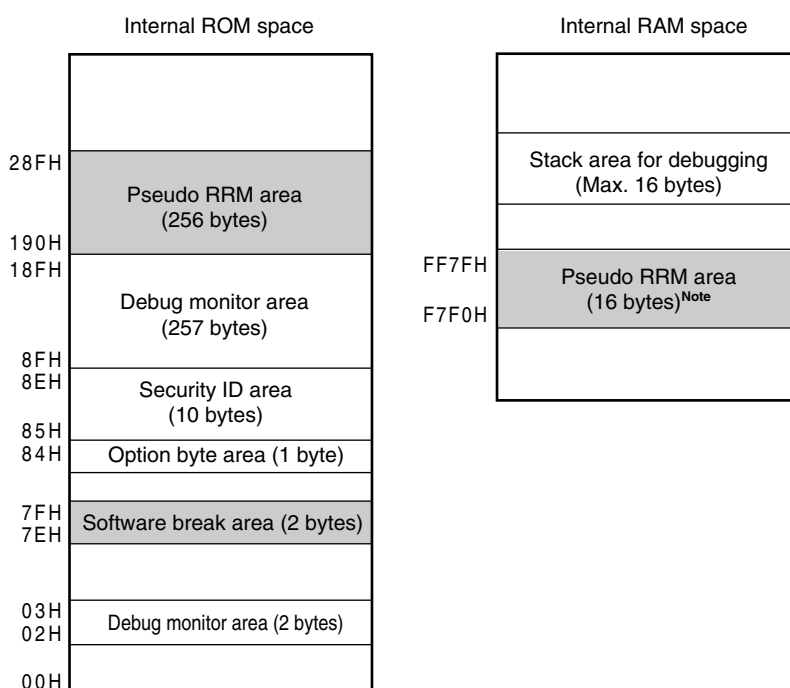 Internal ROM space
28FH
Pseudo RRM area
(256 bytes)
190H
18FH
Debug monitor area
(257 bytes)
8FH
8EH
Security ID area
(10 bytes)
85H
84H
Option byte area (1 byte)
7FH
Software break area (2 bytes)
7EH
03H
Debug monitor area (2 bytes)
02H
00H
Internal RAM space
Stack area for debugging
(Max. 16 bytes)
FF7FH
Pseudo RRM area
(16 bytes)Note
F7F0H